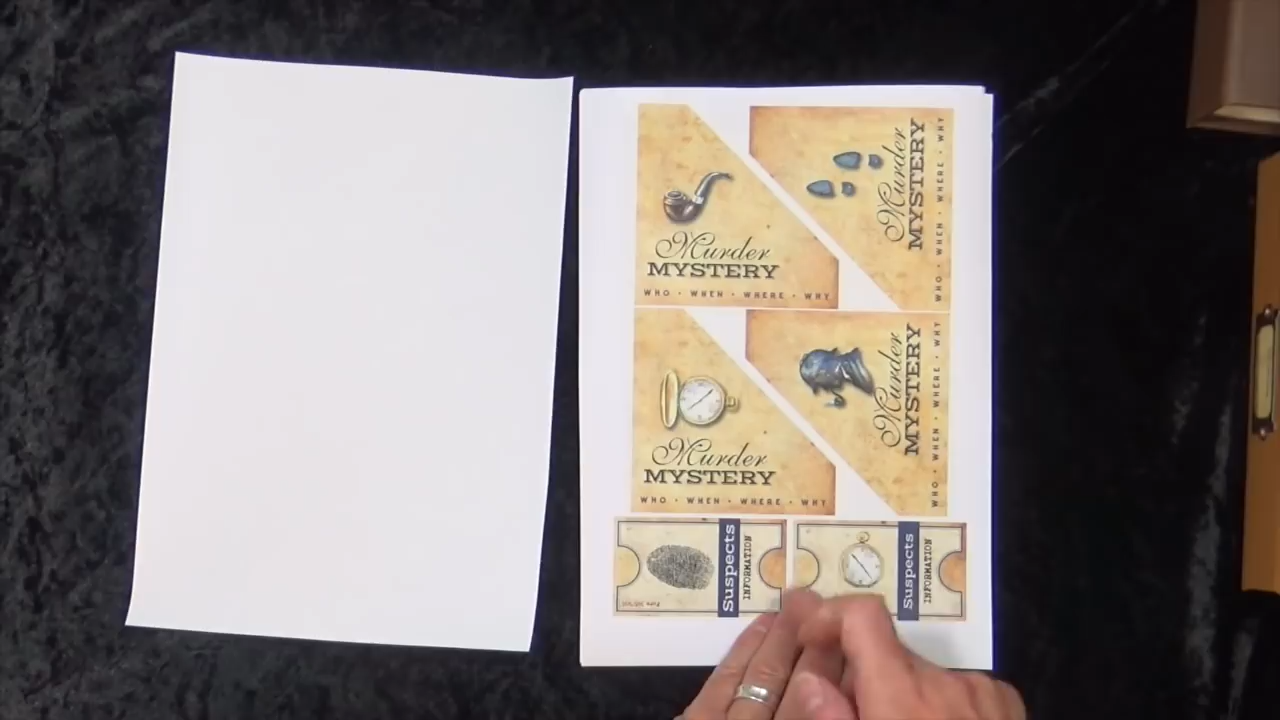 Murder
MYSTERY
WHO • WHEN • WHERE • WHY
Murder
MYSTERY
WHO • WHEN • WHERE • WHY
Murder
MYSTERY
WHO • WHEN • WHERE • WHY
Murder
MYSTERY
WHO • WHEN • WHERE • WHY
Suspects
INFORMATION
Suspects
INFORMATION